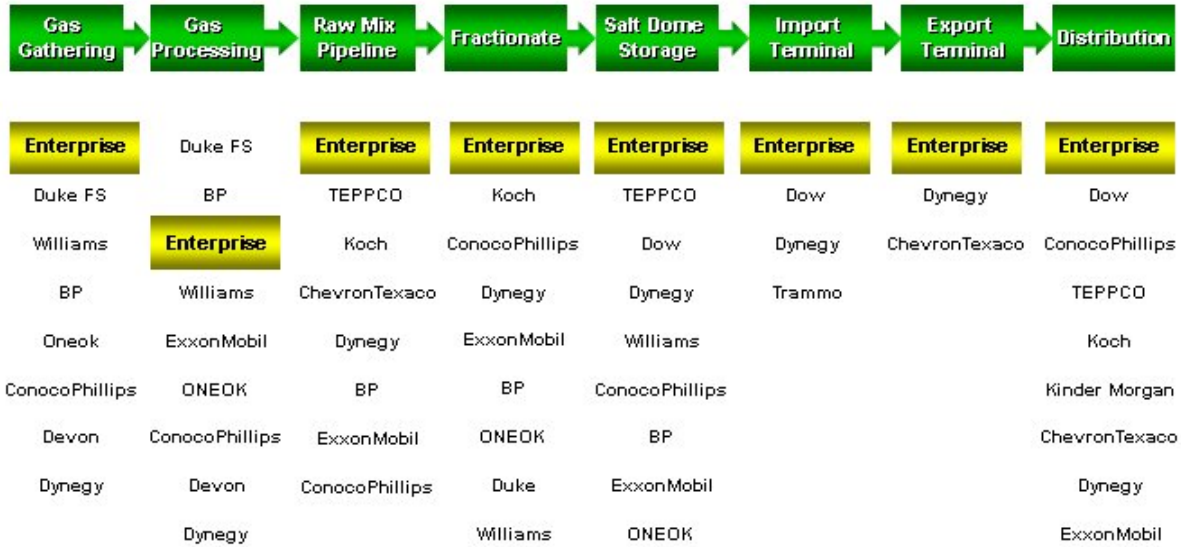 Gas Gathering
Gas Processing
Raw Mix Pipeline
Fractionate
Salt Dome Storage
Import Terminal
Export Terminal
Distribution
Enterprise Duke FS Enterprise Enterprise Enterprise Enterprise Enterprise Enterprise
Duke FS BP TEPPCO Koch TEPPCO Dow Dynegy Dow
Williams Enterprise Koch ConocoPhillips Dow Dynegy ChevronTexaco ConocoPhillips
BP Williams ChevronTexaco Dynegy Dynegy Trammo TEPPCO
Oneok ExxonMobil Dynegy ExxonMobil Williams Koch
ConocoPhillips ONEOK BP BP ConocoPhillips Kinder Morgan
Devon ConocoPhillips ExxonMobil ONEOK BP ChevronTexaco
Dynegy Devon ConocoPhillips Duke ExxonMobil Dynegy
Dynegy Williams ONEOK ExxonMobil